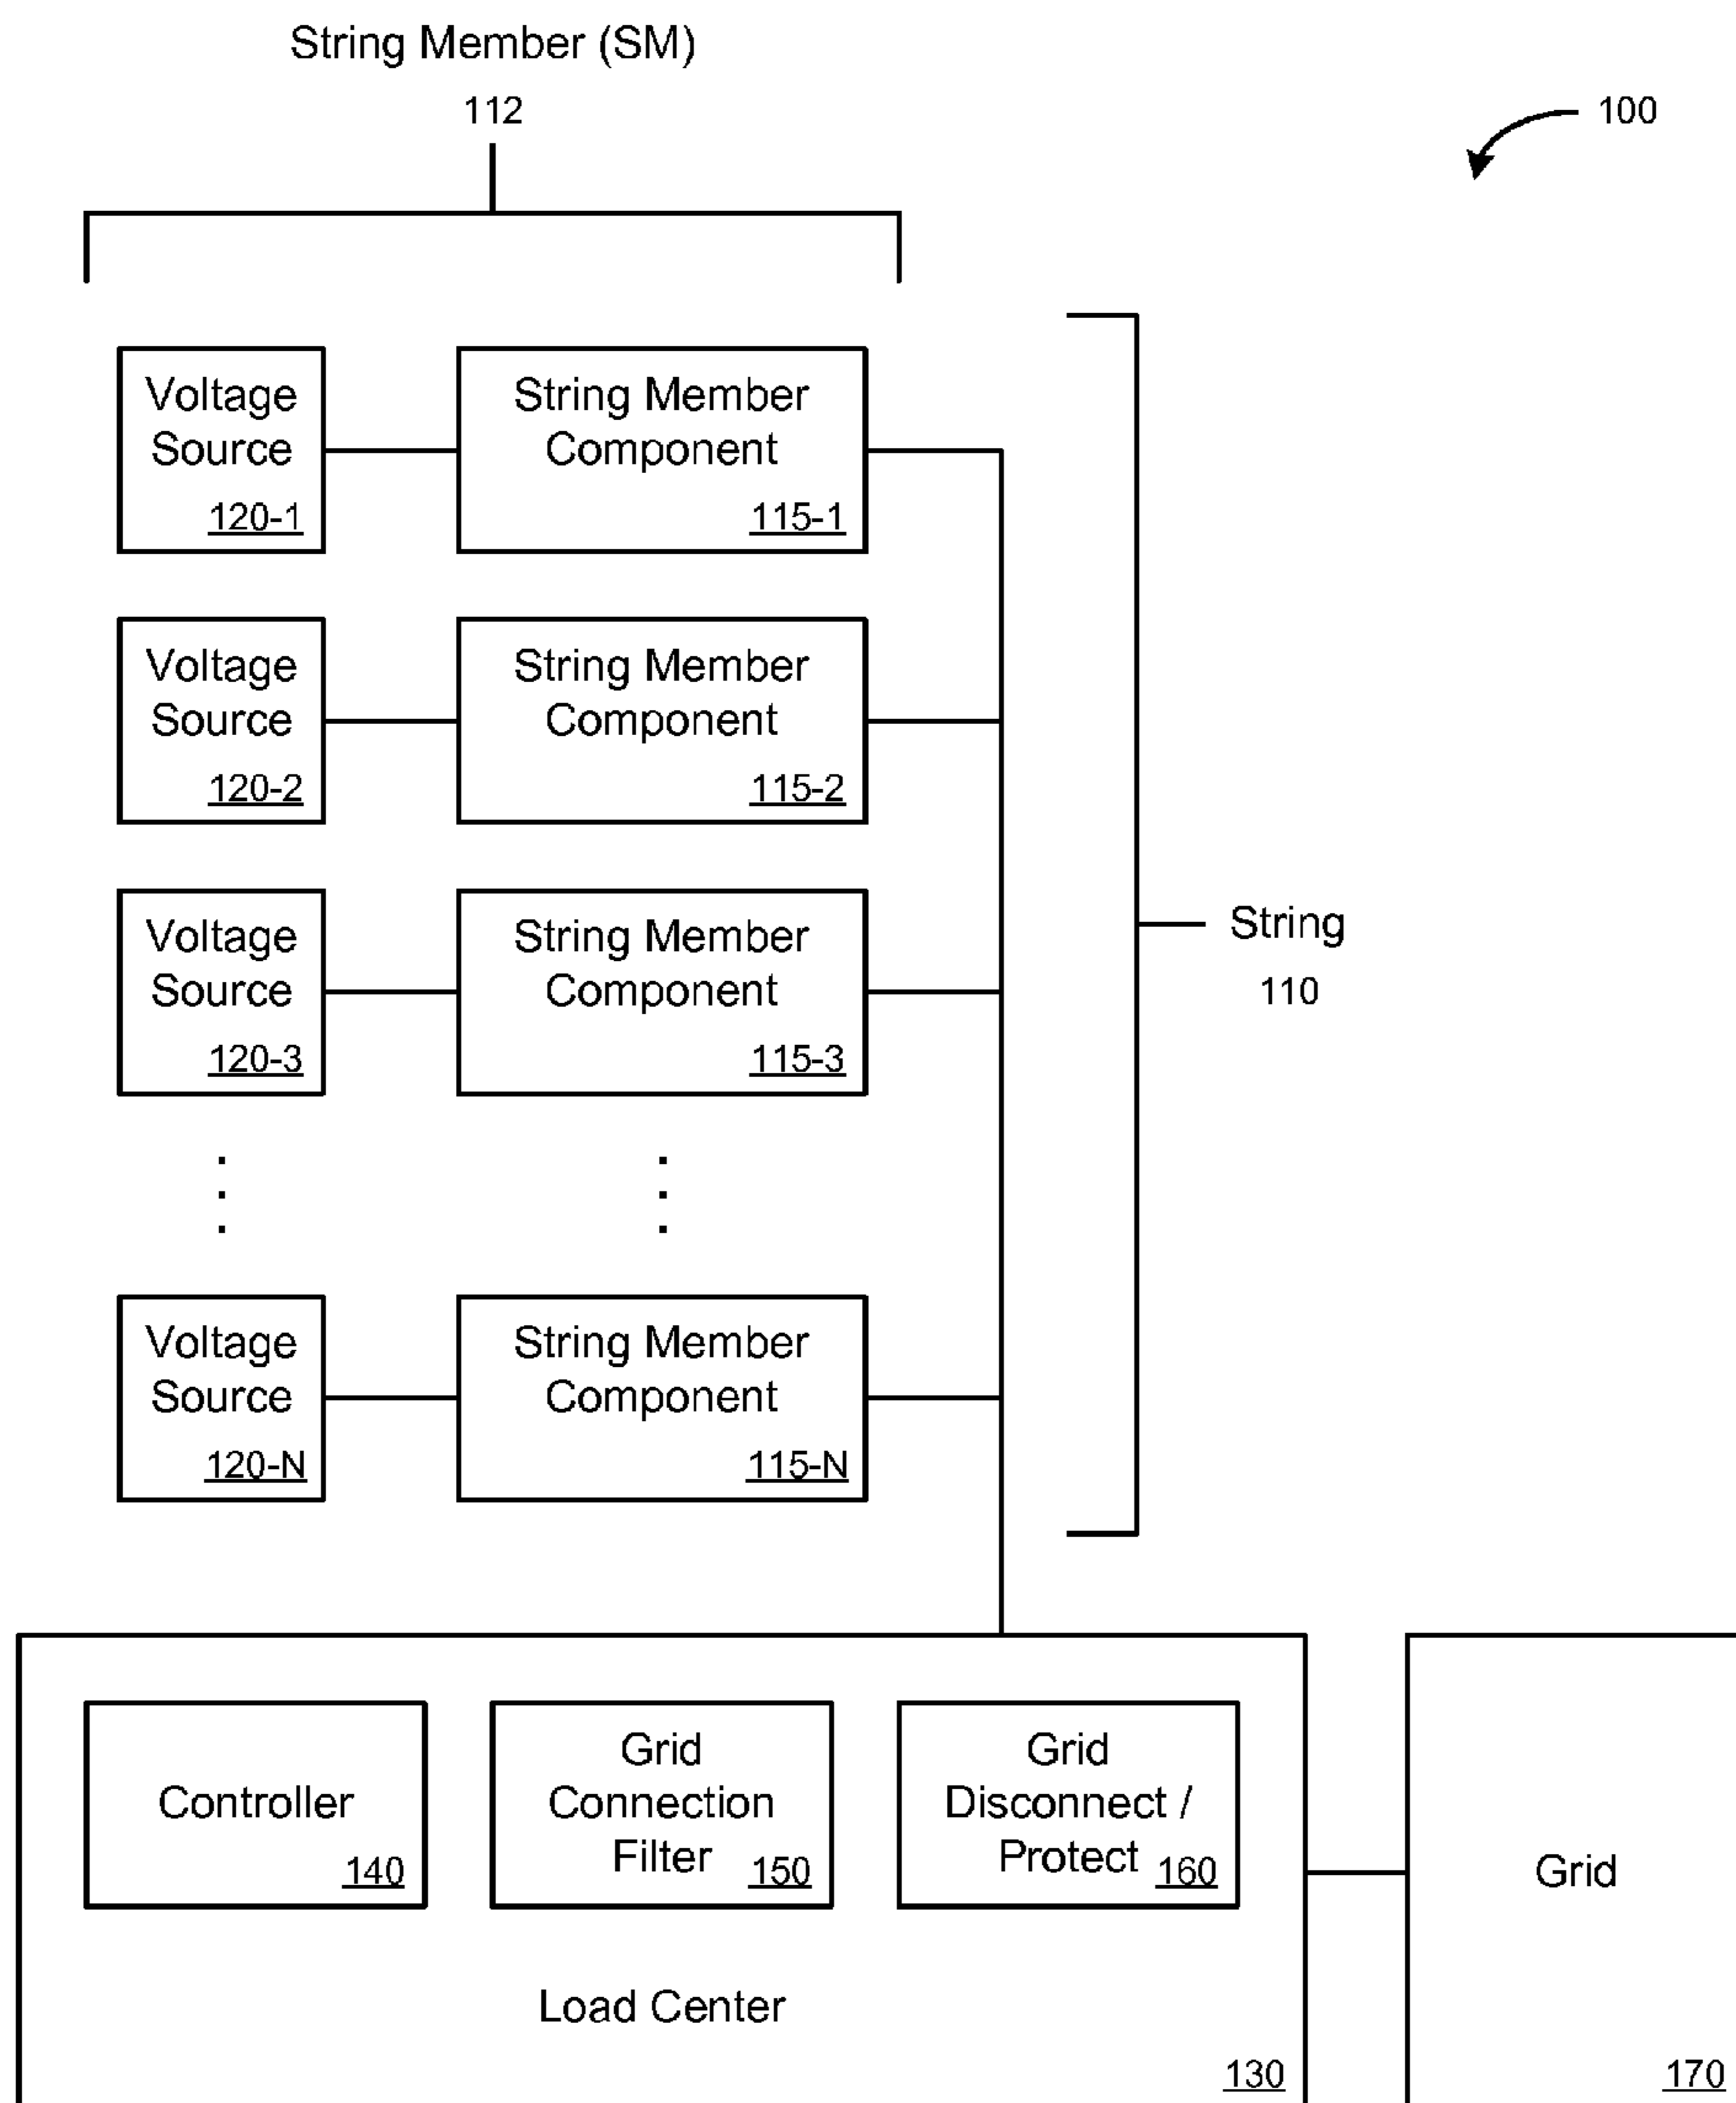 String Member (SM)
112
100
Voltage
Source
120-1
String Member
Component
115-1
Voltage
Source
120-2
String Member
Component
115-2
Voltage
Source
120-3
String Member
Component
115-3
String
110
Voltage
Source
120-N
String Member
Component
115-N
Controller
140
Grid
Connection
Filter
150
Grid
Disconnect /
Protect
160
Load Center
130
Grid
170